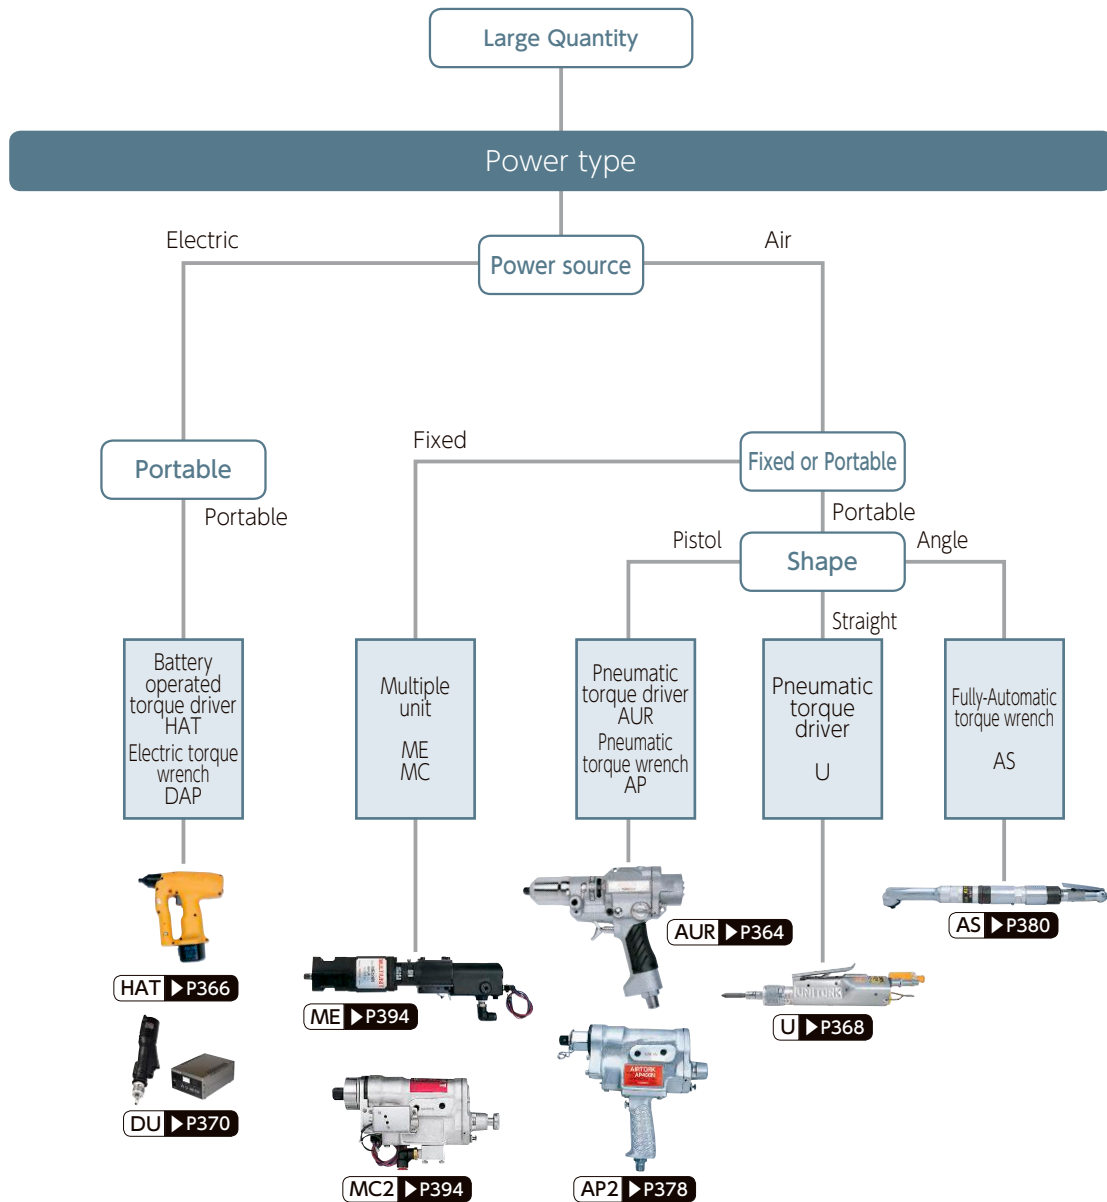 Large Quantity
Power type
Electric
Power source
Air
Portable
Portable
Fixed
Fixed or Portable
Portable
Pistol
Shape
Angle
Straight
Battery
operated
torque driver
HAT
Electric torque
wrench
DAP
Multiple
unit
ME
MC
Pneumatic
torque driver
AUR
Pneumatic
torque wrench
AP
Pneumatic
torque
driver
U
Fully-Automatic
torque wrench
AS
HAT ▶P366
DU ▶P370
ME ▶P394
MC2 ▶P394
AUR ▶P364
AIRTORK
AP2 ▶P378
UNITORK
U ▶P368
AS ▶P380